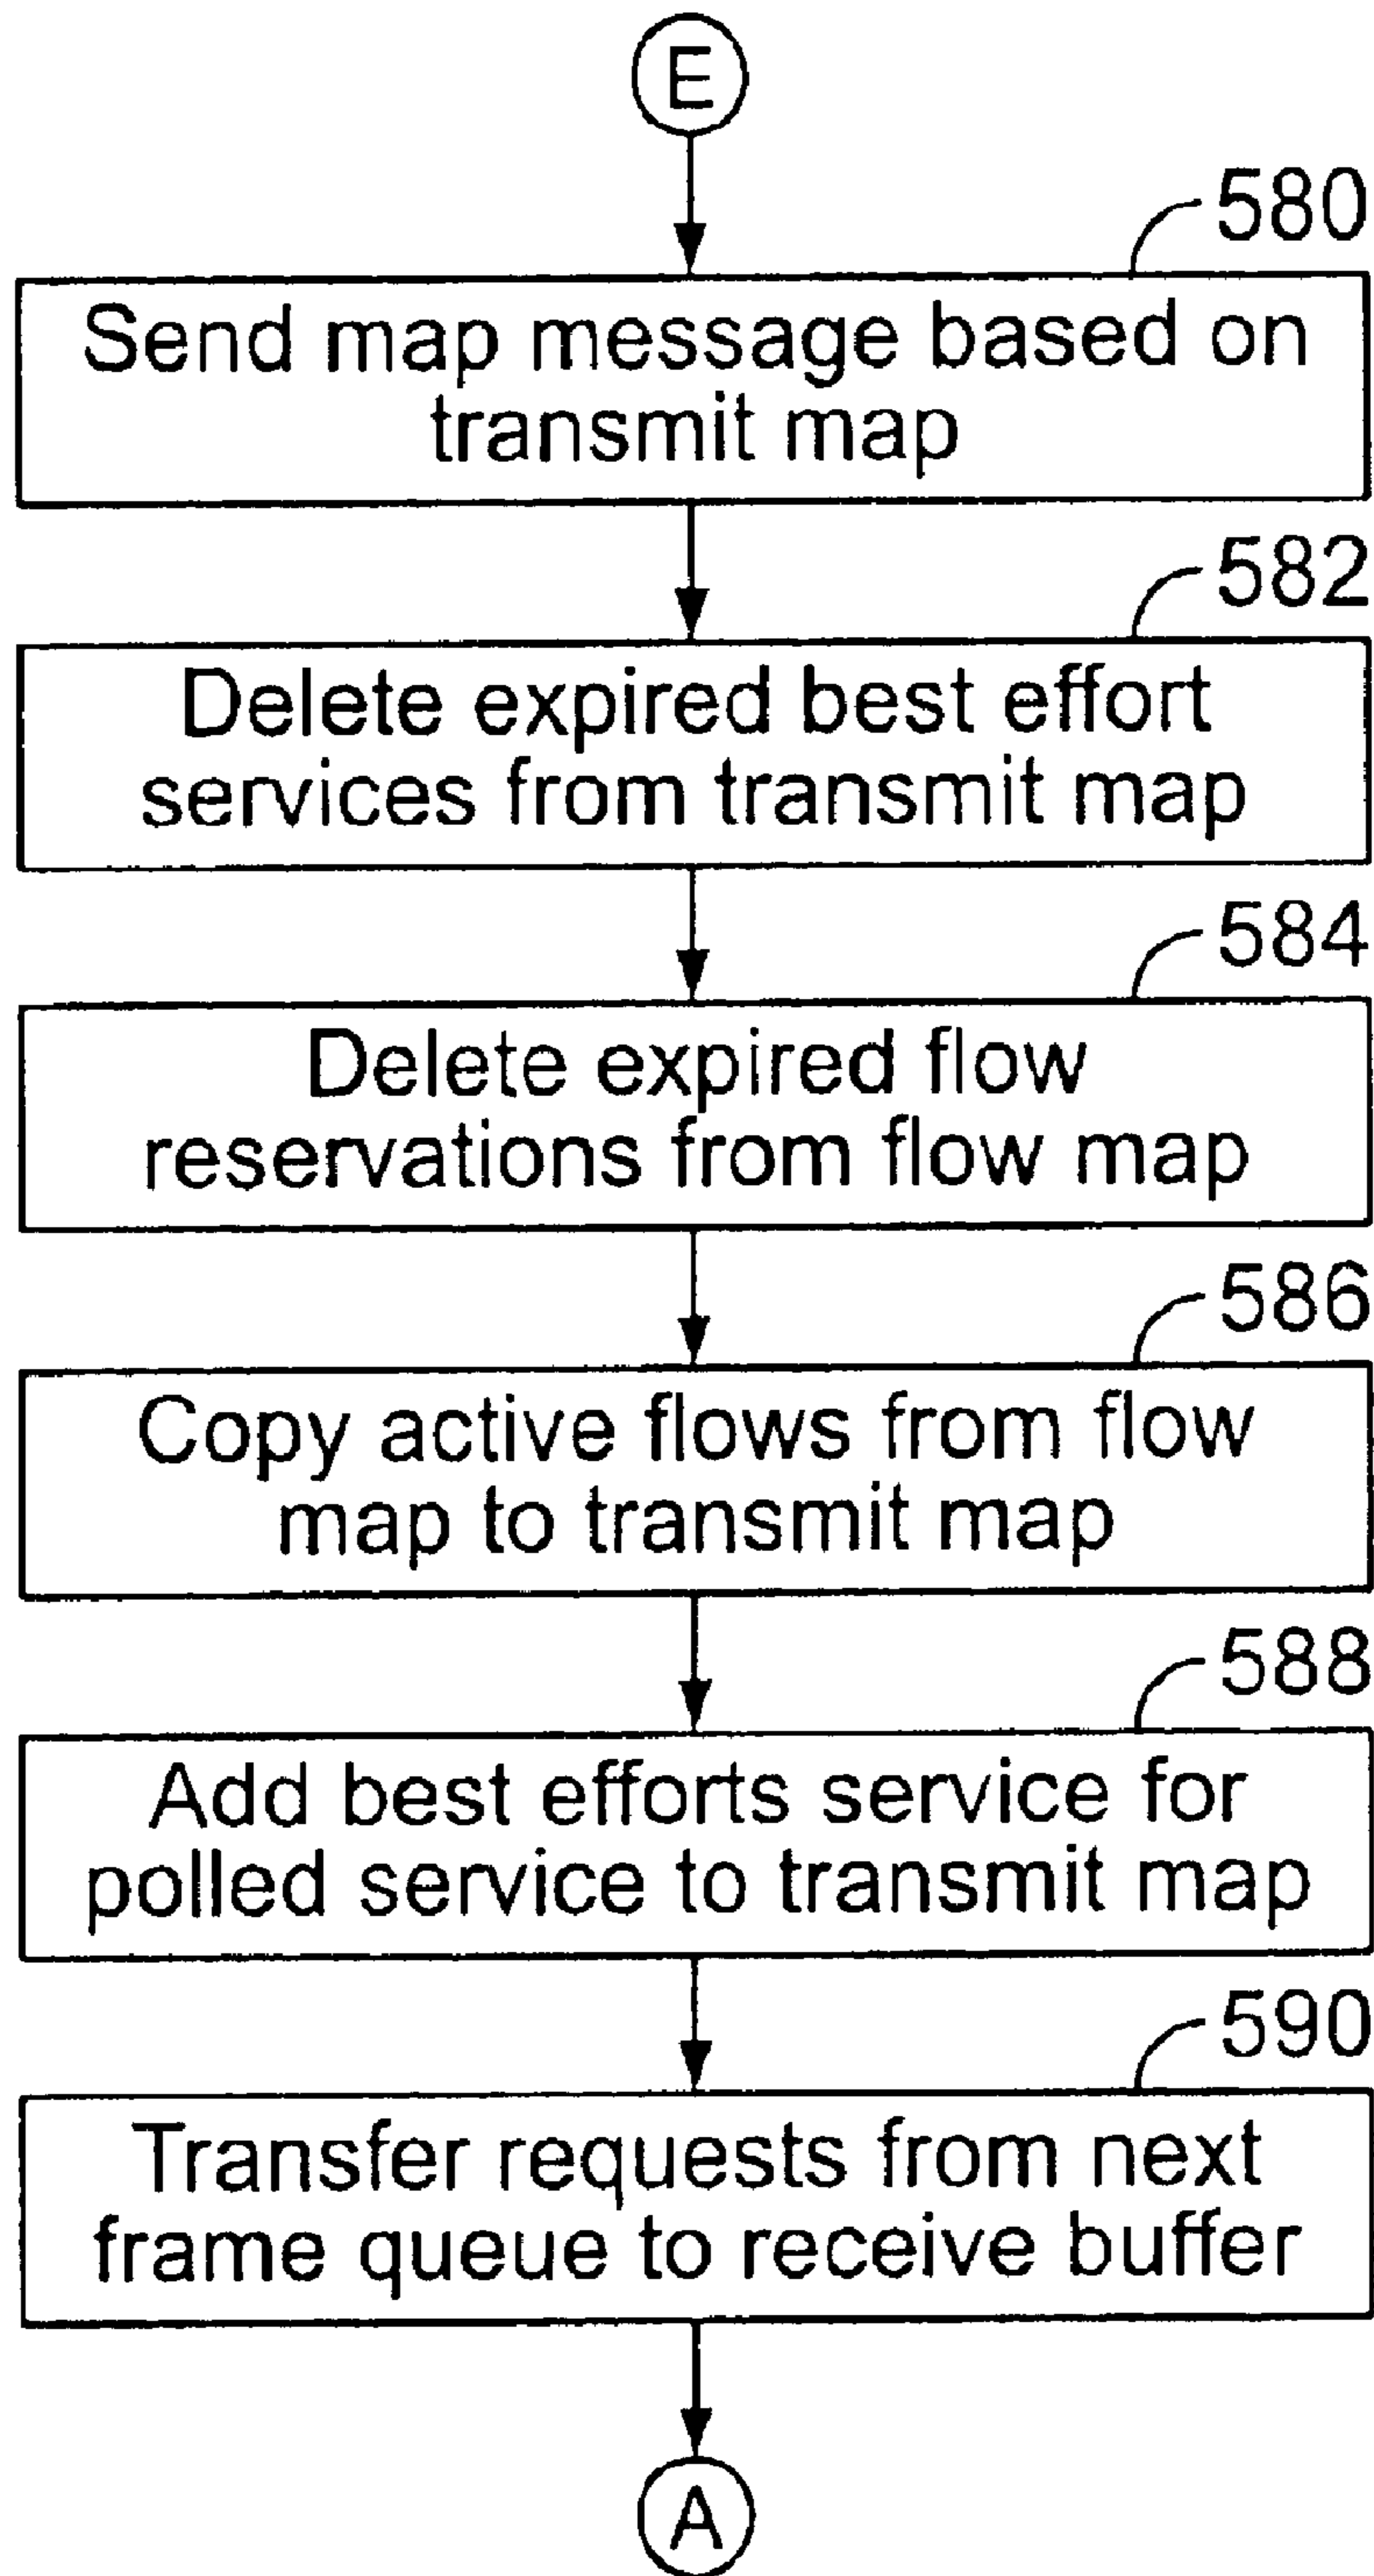 E
580
Send map message based on
transmit map
582
Delete expired best effort
services from transmit map
584
Delete expired flow
reservations from flow map
586
Copy active flows from flow
map to transmit map
588
Add best efforts service for
polled service to transmit map
590
Transfer requests from next
frame queue to receive buffer
A